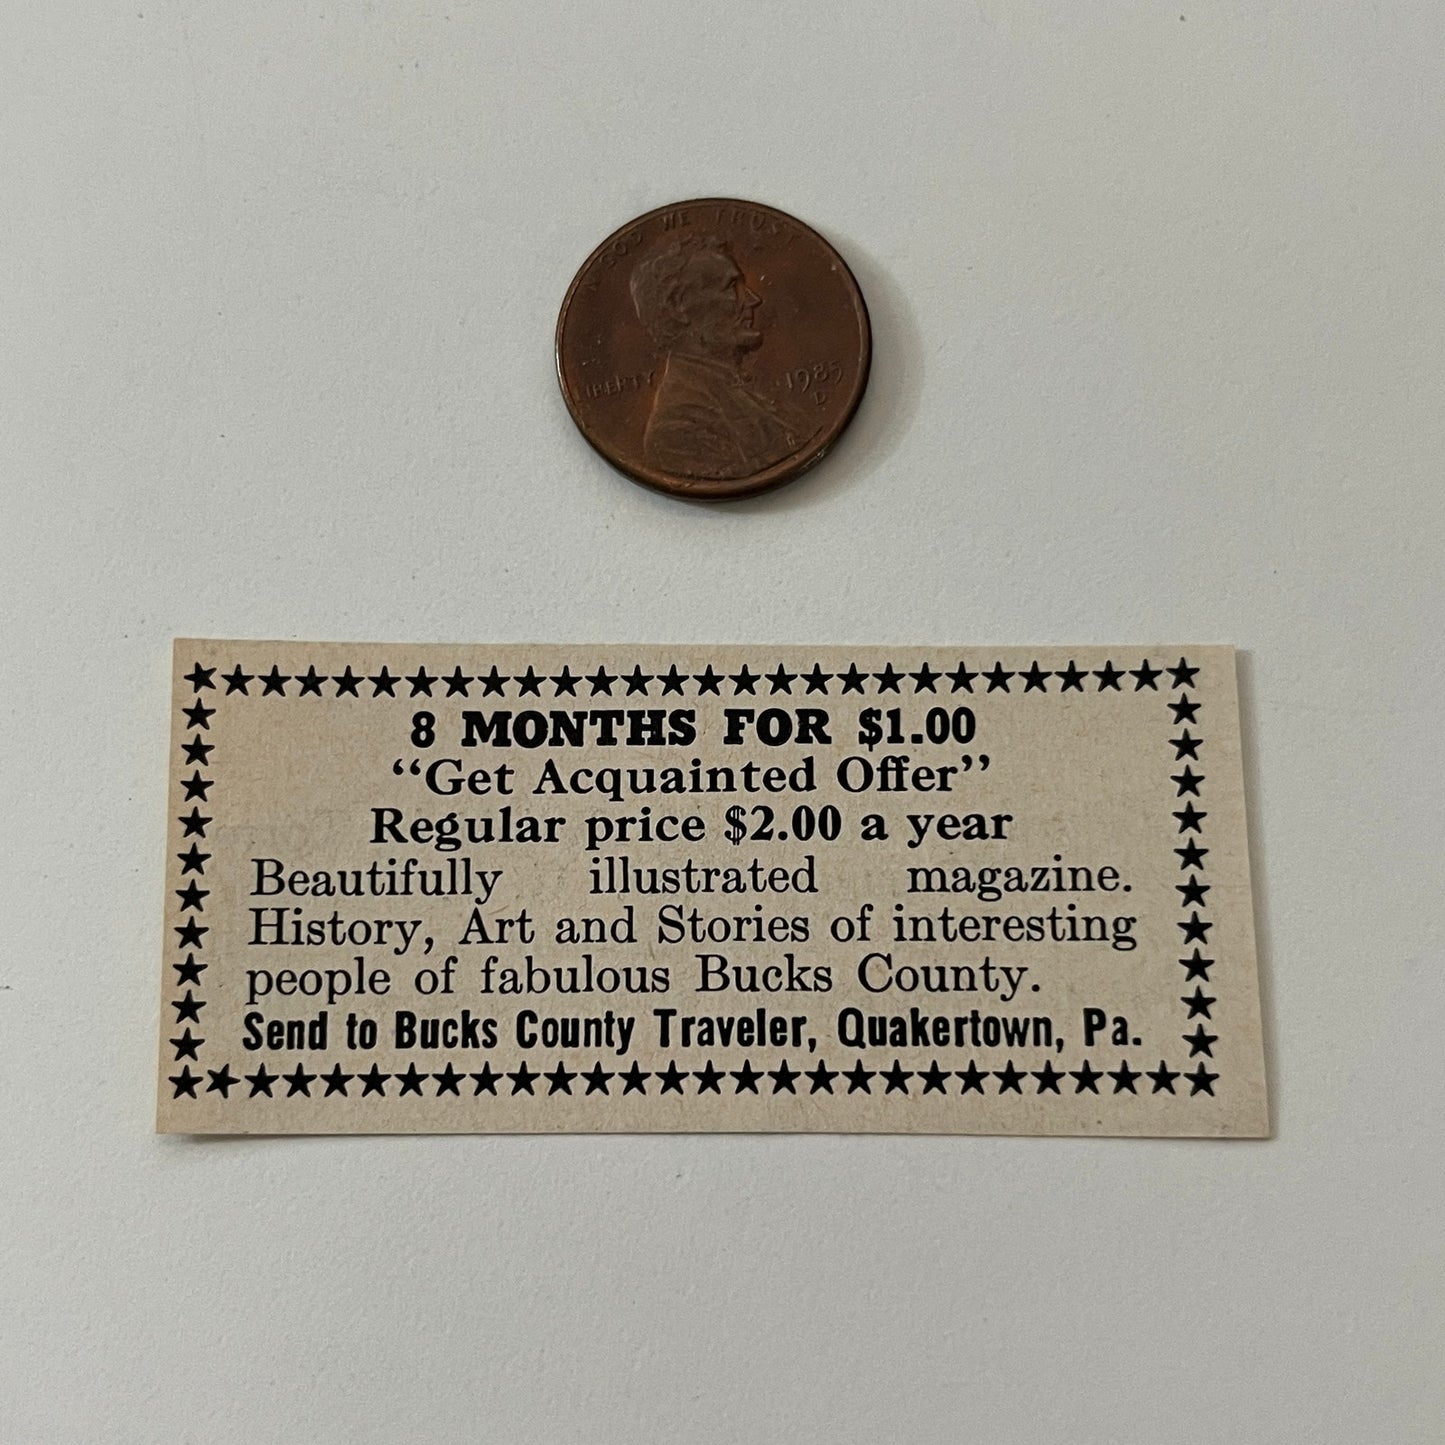 IN GOD WE TRUST
LIBERTY
1985
D
8 MONTHS FOR $1.00
“Get Acquainted Offer”
Regular price $2.00 a year
Beautifully illustrated magazine.
History, Art and Stories of interesting
people of fabulous Bucks County.
Send to Bucks County Traveler, Quakertown, Pa.